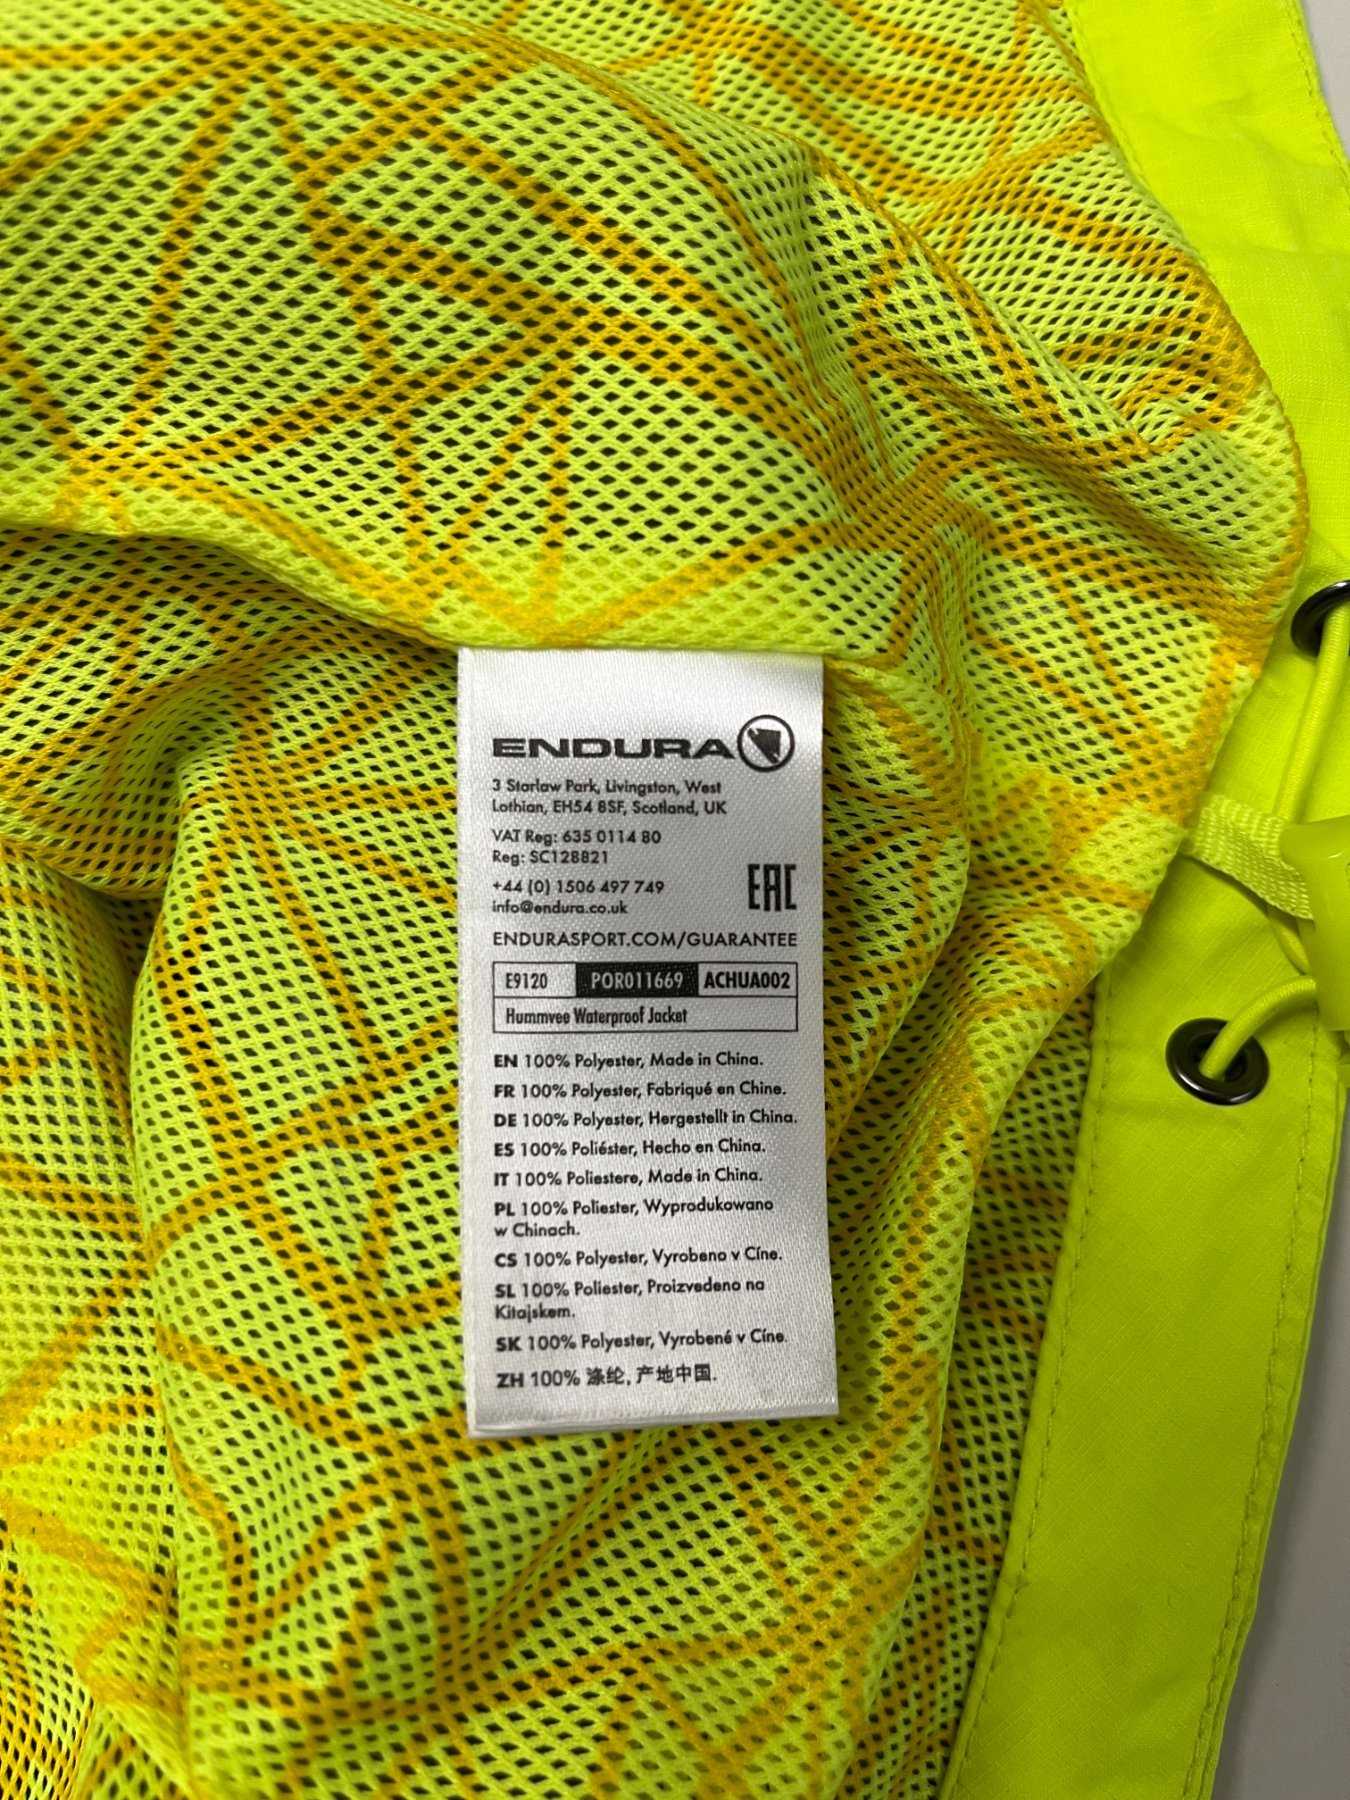 ENDURA
3 Starlaw Park, Livingston, West
Lothian, EH54 8SF, Scotland, UK
VAT Reg: 635 0114 80
Reg: SC128821
+44 (0) 1506 497 749
info@endura.co.uk
EAC
ENDURASPORT.COM/GUARANTEE
E9120 POR011669 ACHUA002
Hummvee Waterproof Jacket
EN 100% Polyester, Made in China.
FR 100% Polyester, Fabriqué en Chine.
DE 100% Polyester, Hergestellt in China.
ES 100% Poliéster, Hecho en China.
IT 100% Poliestere, Made in China.
PL 100% Poliester, Wyprodukowano
w Chinach.
CS 100% Polyester, Vyrobeno v Číne.
SL 100% Poliester, Proizvedeno na
Kitajskem.
SK 100% Polyester, Vyrobené v Číne.
ZH 100% 涤纶, 产地中国.